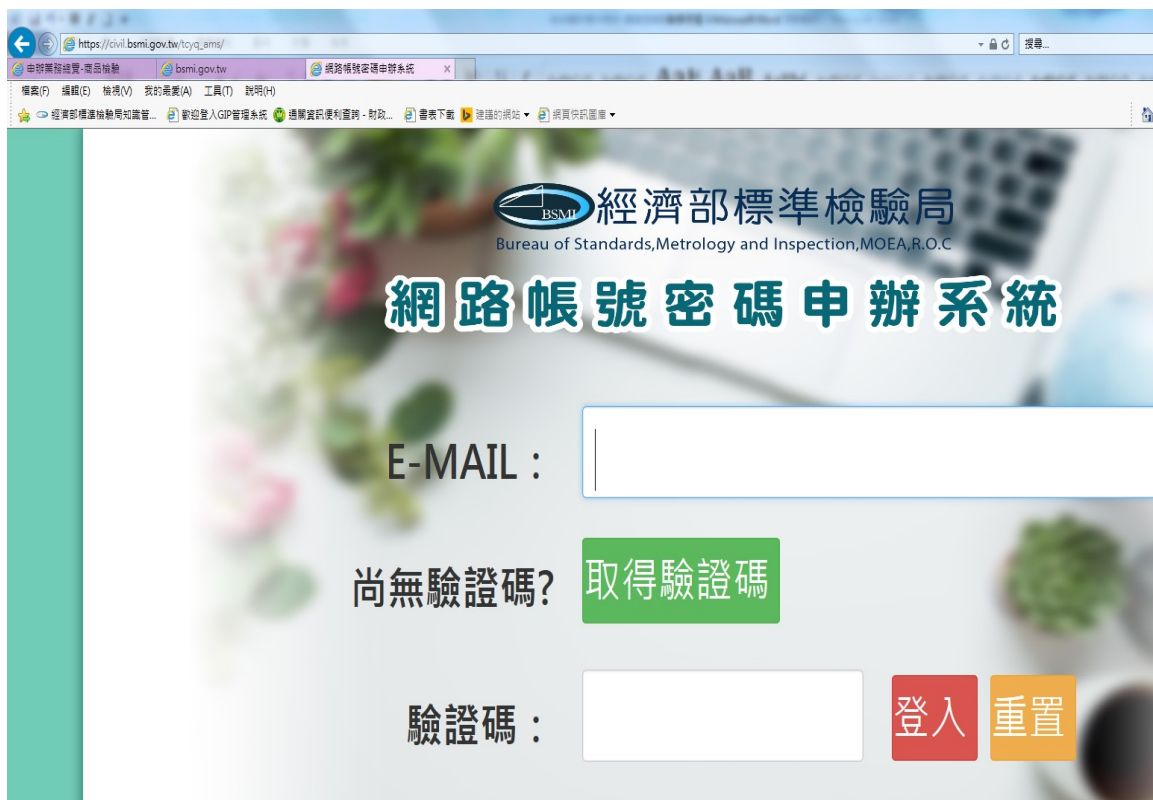 https://civil.bsmi.gov.tw/tcyq_ams/
搜尋...
申辦業務總覽-商品檢驗
bsmi.gov.tw
網路帳號密碼申辦系統
檔案(F) 編輯(E) 檢視(V) 我的最愛(A) 工具(T) 說明(H)
經濟部標準檢驗局知識管... 歡迎登入GIP管理系統 通關資訊便利查詢 - 財政... 書表下載 建議的網站 網頁快訊圖庫
BSMI 經濟部標準檢驗局
Bureau of Standards,Metrology and Inspection,MOEA,R.O.C
網路帳號密碼申辦系統
E-MAIL：
尚無驗證碼? 取得驗證碼
驗證碼： 登入 重置